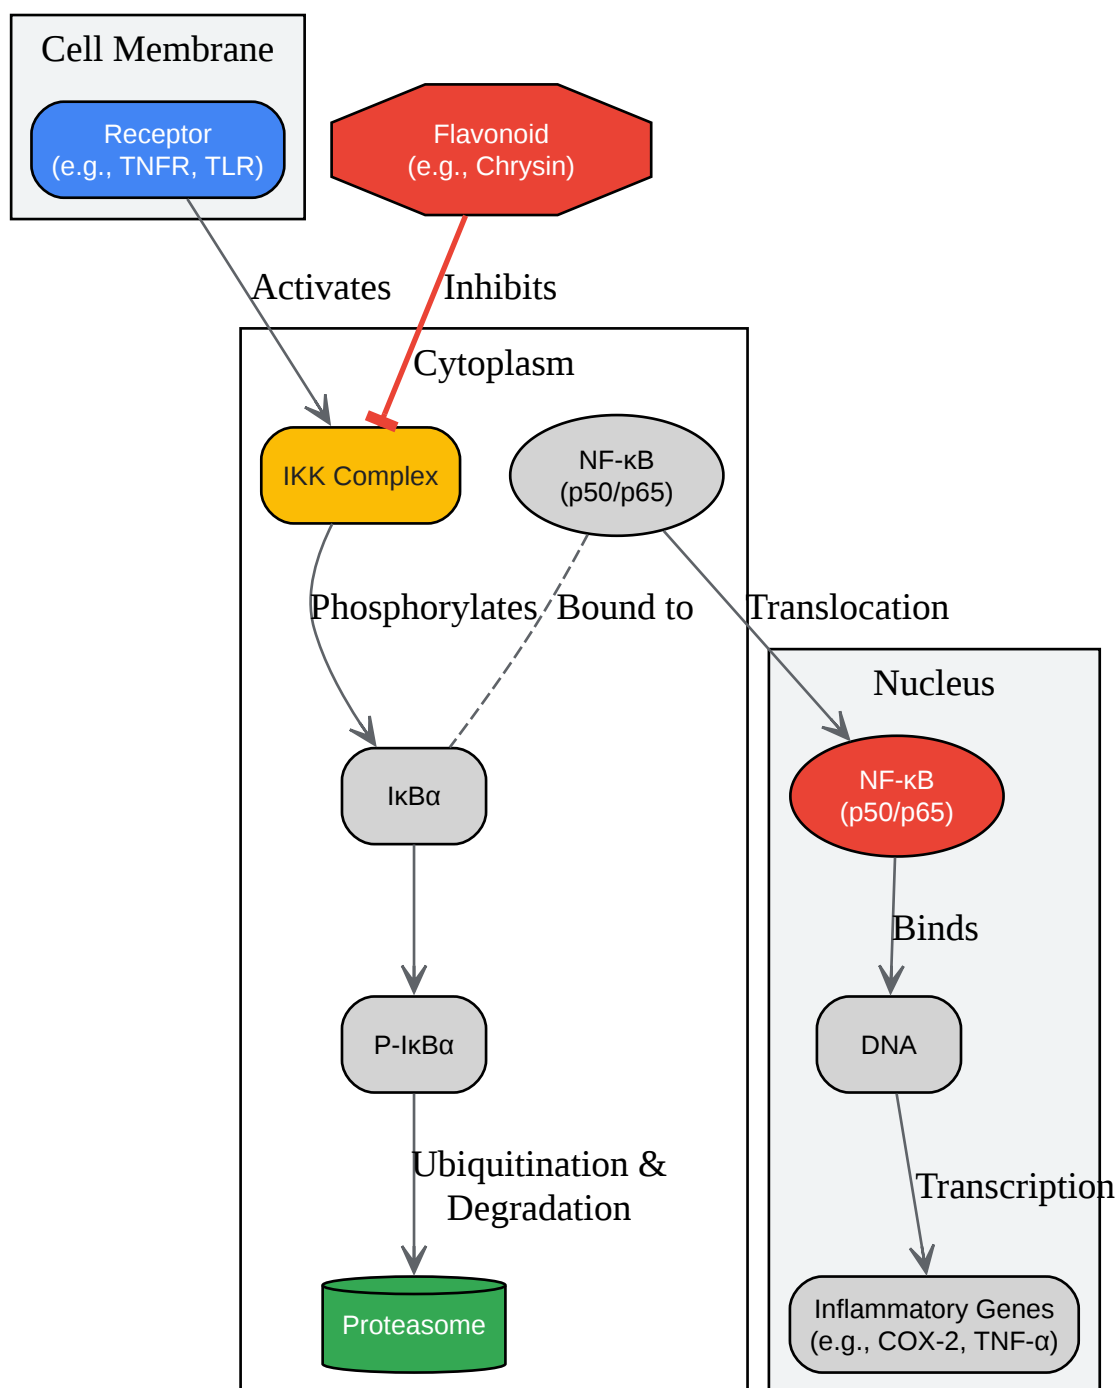 Cell Membrane
Receptor
(e.g., TNFR, TLR)
Flavonoid
(e.g., Chrysin)
Activates
Inhibits
Cytoplasm
IKK Complex
NF-κB
(p50/p65)
Phosphorylates
Bound to
Translocation
Nucleus
IκBα
NF-κB
(p50/p65)
Binds
P-IκBα
DNA
Ubiquitination &
Degradation
Transcription
Proteasome
Inflammatory Genes
(e.g., COX-2, TNF-α)